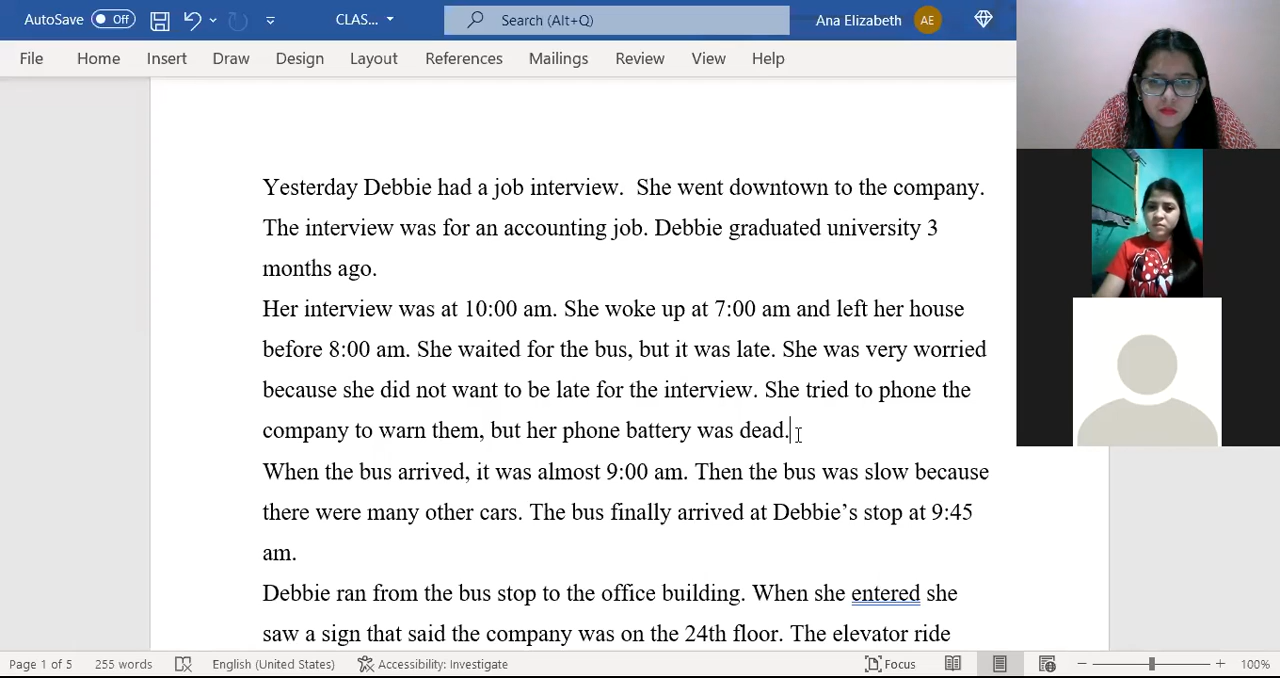 AutoSave Off CLAS... Search (Alt+Q) Ana Elizabeth AE
File Home Insert Draw Design Layout References Mailings Review View Help
Yesterday Debbie had a job interview.  She went downtown to the company.
The interview was for an accounting job. Debbie graduated university 3
months ago.
Her interview was at 10:00 am. She woke up at 7:00 am and left her house
before 8:00 am. She waited for the bus, but it was late. She was very worried
because she did not want to be late for the interview. She tried to phone the
company to warn them, but her phone battery was dead.
When the bus arrived, it was almost 9:00 am. Then the bus was slow because
there were many other cars. The bus finally arrived at Debbie’s stop at 9:45
am.
Debbie ran from the bus stop to the office building. When she entered she
saw a sign that said the company was on the 24th floor. The elevator ride
Page 1 of 5 255 words English (United States) Accessibility: Investigate Focus 100%